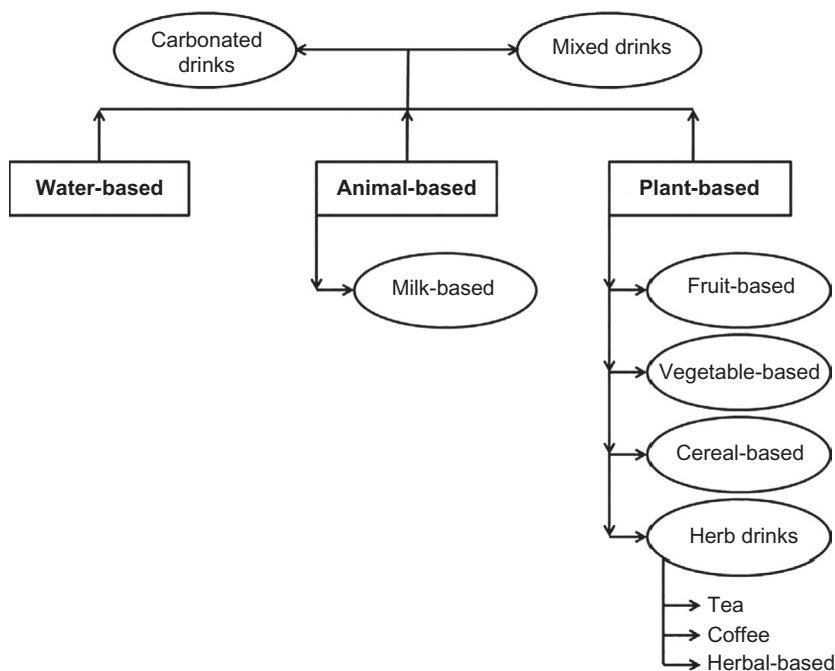 Carbonated
drinks
Mixed drinks
Water-based
Animal-based
Plant-based
Milk-based
Fruit-based
Vegetable-based
Cereal-based
Herb drinks
Tea
Coffee
Herbal-based